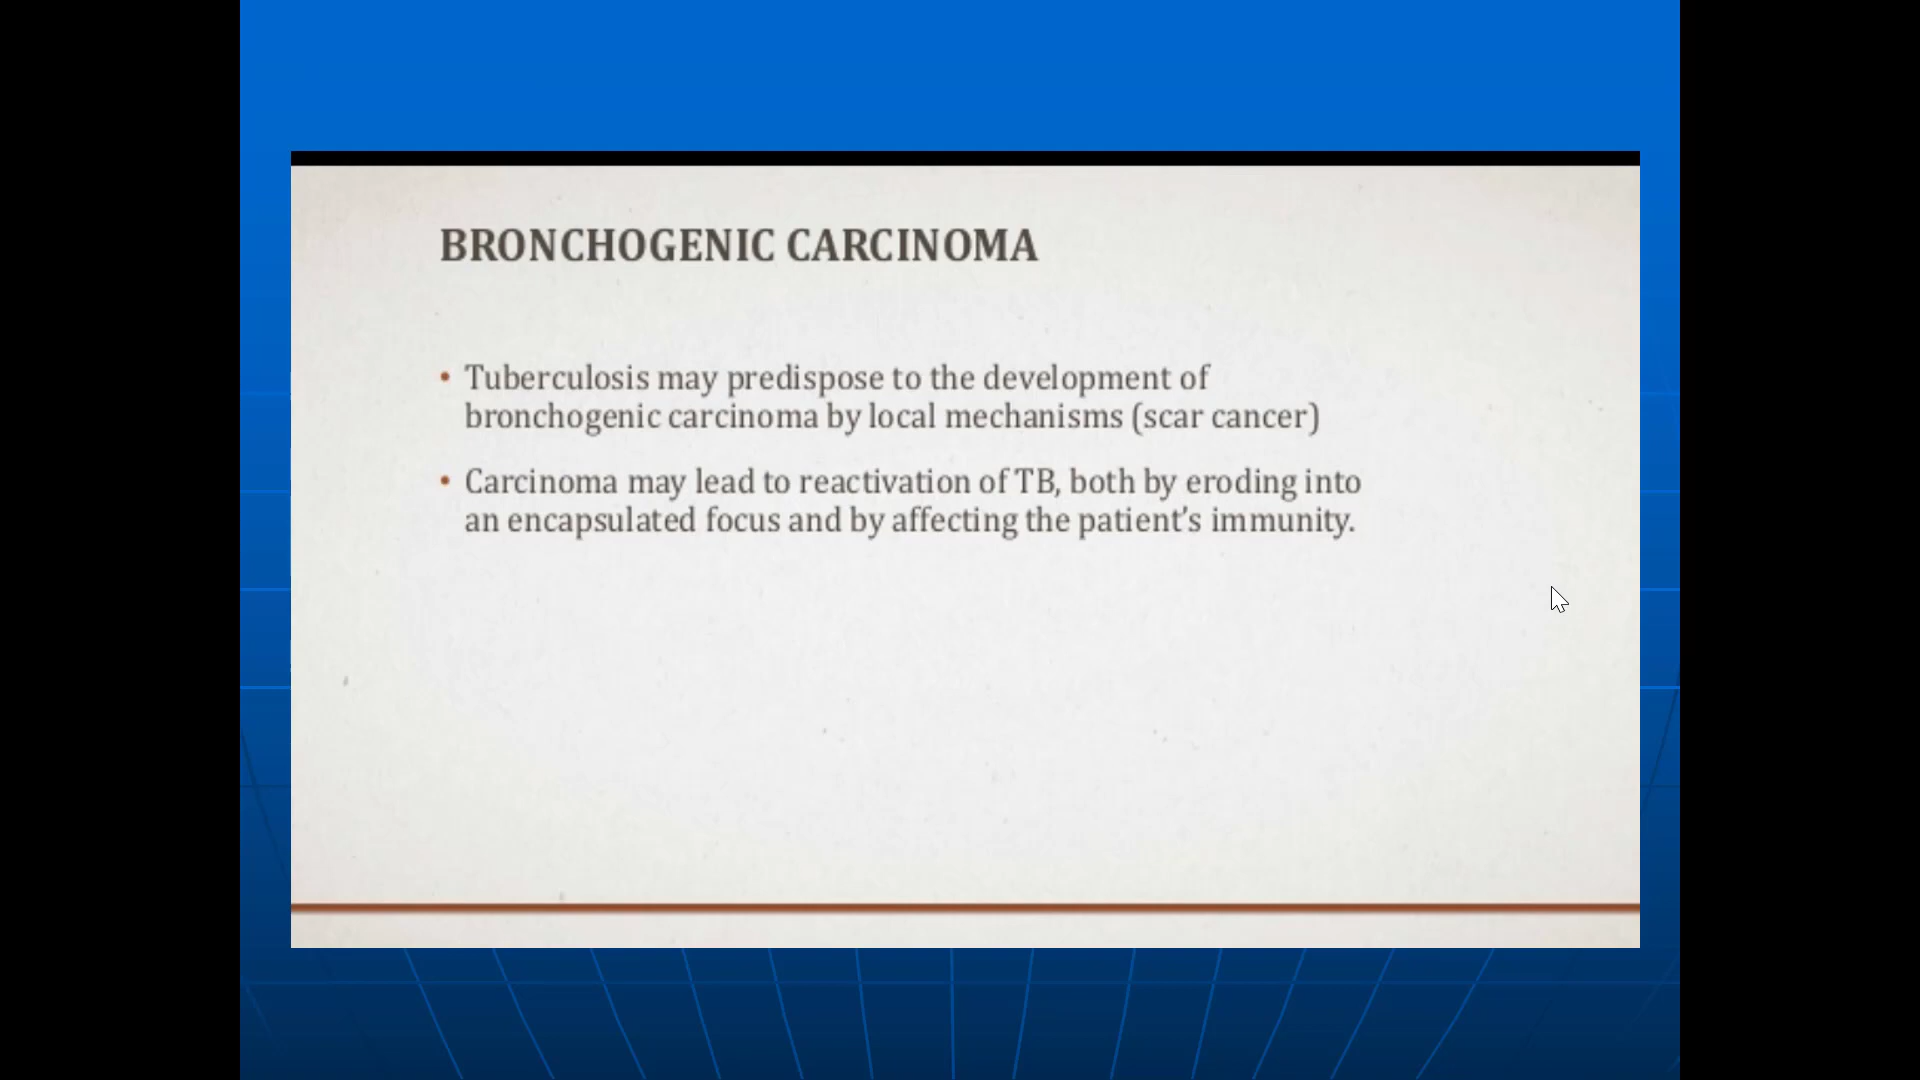 BRONCHOGENIC CARCINOMA
• Tuberculosis may predispose to the development of
bronchogenic carcinoma by local mechanisms (scar cancer)
• Carcinoma may lead to reactivation of TB, both by eroding into
an encapsulated focus and by affecting the patient’s immunity.